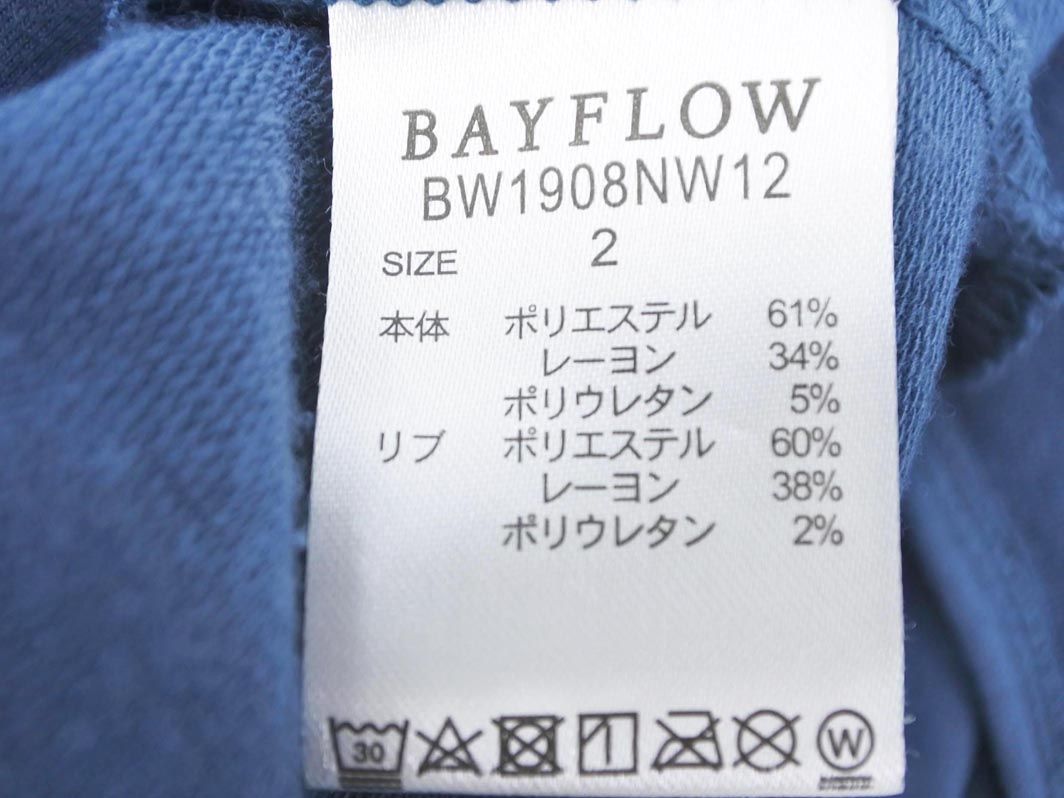 BAYFLOW
BW1908NW12
SIZE 2
本体 ポリエステル 61%
レーヨン 34%
ポリウレタン 5%
リブ ポリエステル 60%
レーヨン 38%
ポリウレタン 2%
30 W